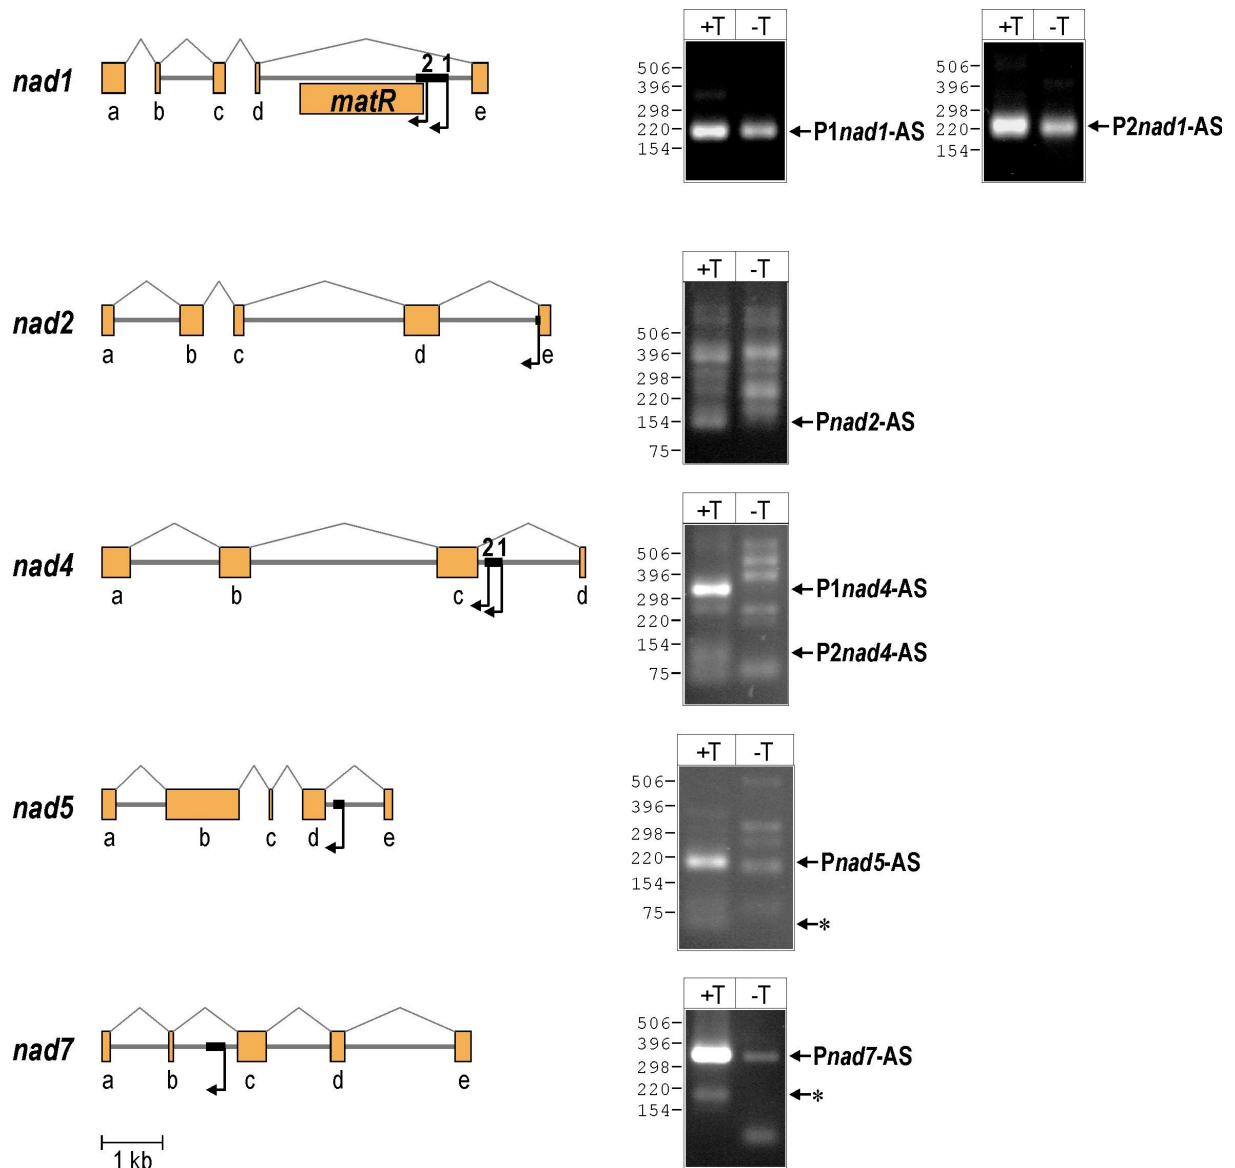 nad1
a b c d e
matR
2 1
+T -T
506
396
298
220
154
P1nad1-AS
+T -T
506
396
298
220
154
P2nad1-AS
nad2
a b c d e
+T -T
506
396
298
220
154
75
Pnad2-AS
nad4
a b c d
21
+T -T
506
396
298
220
154
75
P1nad4-AS
P2nad4-AS
nad5
a b c d e
+T -T
506
396
298
220
154
75
Pnad5-AS
*
nad7
a b c d e
+T -T
506
396
298
220
154
Pnad7-AS
*
1 kb